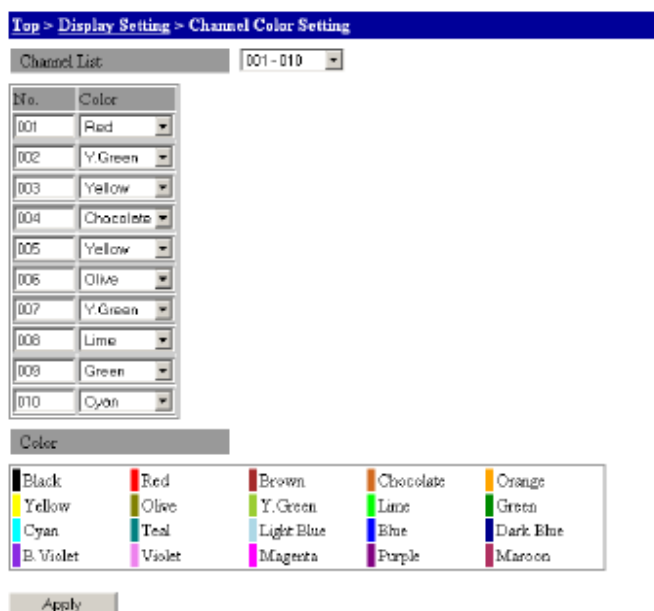 Top > Display Setting > Channel Color Setting
Channel List 001 - 010
No. Color
001 Red
002 Y.Green
003 Yellow
004 Chocolate
005 Yellow
006 Olive
007 Y.Green
008 Lime
009 Green
010 Cyan
Color
Black Red Brown Chocolate Orange
Yellow Olive Y. Green Lime Green
Cyan Teal Light Blue Blue Dark Blue
B. Violet Violet Magenta Purple Maroon
Apply